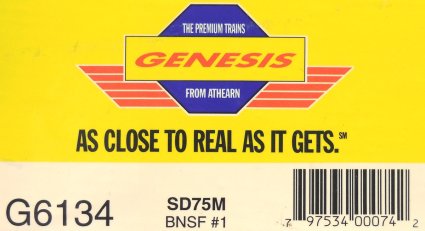 THE PREMIUM TRAINS
GENESIS
FROM ATHEARN
AS CLOSE TO REAL AS IT GETS.℠
G6134
SD75M
BNSF #1
7 97534 00074 2